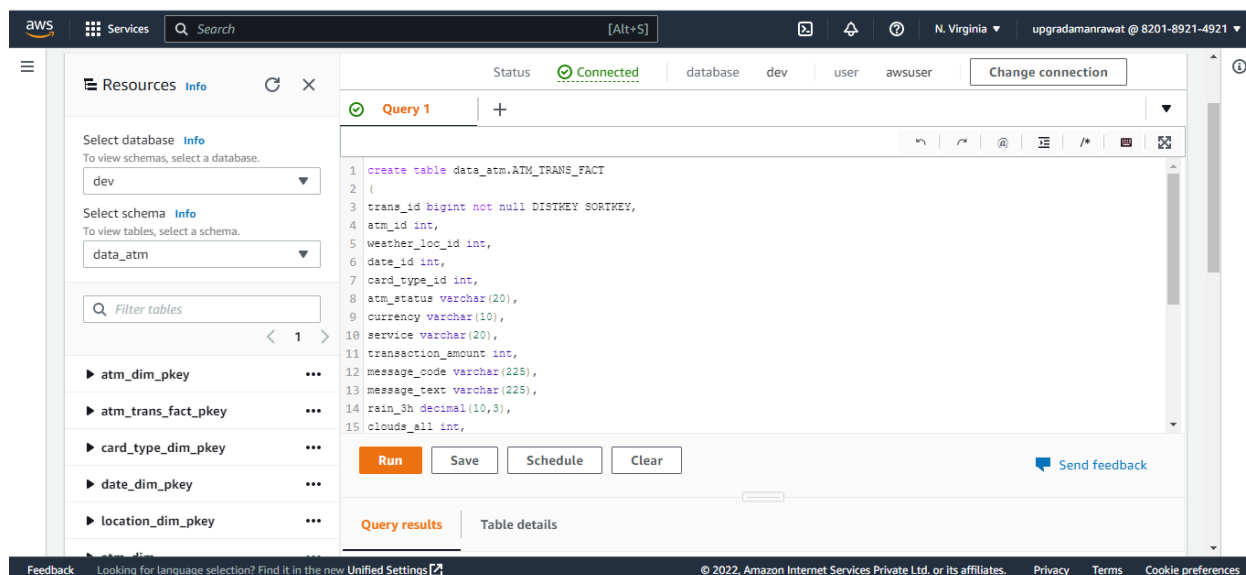 aws Services Search [Alt+S] N. Virginia upgradamanrawat @ 8201-8921-4921
Resources Info
Select database Info
To view schemas, select a database.
dev
Select schema Info
To view tables, select a schema.
data_atm
Filter tables
1
atm_dim_pkey
atm_trans_fact_pkey
card_type_dim_pkey
date_dim_pkey
location_dim_pkey
atm_dim
Status Connected database dev user awsuser Change connection
Query 1
1 create table data_atm.ATM_TRANS_FACT
2 (
3 trans_id bigint not null DISTKEY SORTKEY,
4 atm_id int,
5 weather_loc_id int,
6 date_id int,
7 card_type_id int,
8 atm_status varchar(20),
9 currency varchar(10),
10 service varchar(20),
11 transaction_amount int,
12 message_code varchar(225),
13 message_text varchar(225),
14 rain_3h decimal(10,3),
15 clouds_all int,
Run Save Schedule Clear Send feedback
Query results Table details
Feedback Looking for language selection? Find it in the new Unified Settings © 2022, Amazon Internet Services Private Ltd. or its affiliates. Privacy Terms Cookie preferences